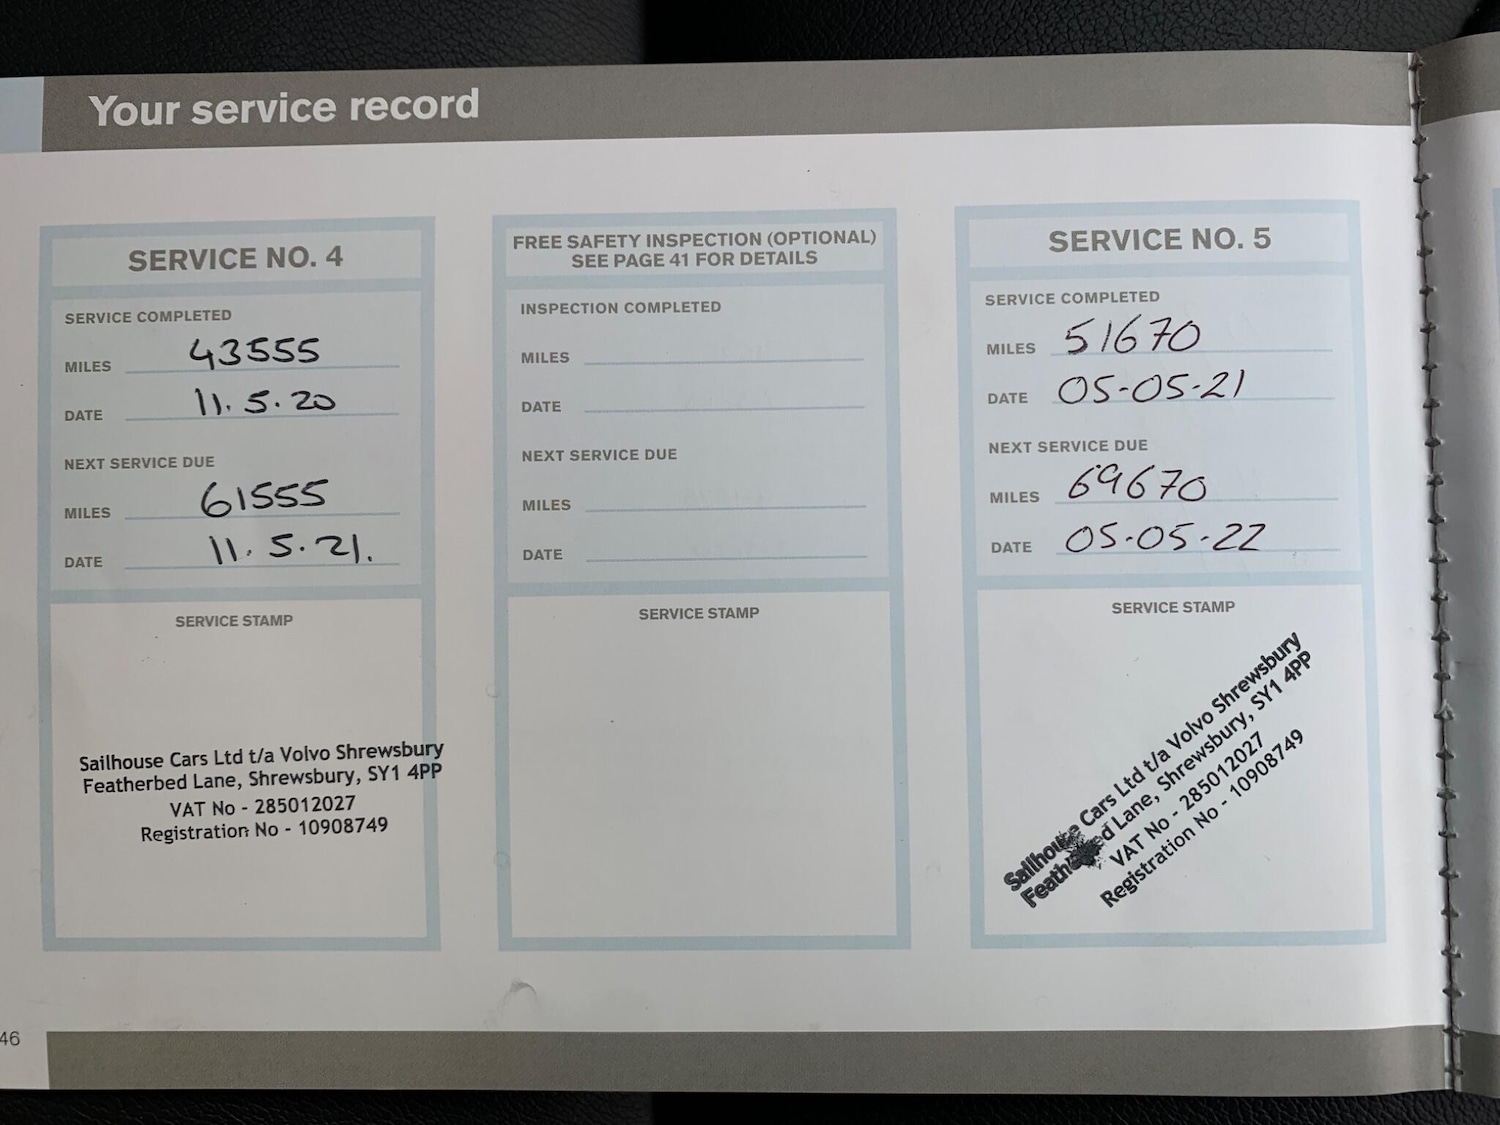 Your service record
SERVICE NO. 4
SERVICE COMPLETED
MILES 43555
DATE 11.5.20
NEXT SERVICE DUE
MILES 61555
DATE 11.5.21.
SERVICE STAMP
Sailhouse Cars Ltd t/a Volvo Shrewsbury
Featherbed Lane, Shrewsbury, SY1 4PP
VAT No - 285012027
Registration No - 10908749
FREE SAFETY INSPECTION (OPTIONAL)
SEE PAGE 41 FOR DETAILS
INSPECTION COMPLETED
MILES
DATE
NEXT SERVICE DUE
MILES
DATE
SERVICE STAMP
SERVICE NO. 5
SERVICE COMPLETED
MILES 51670
DATE 05-05-21
NEXT SERVICE DUE
MILES 69670
DATE 05-05-22
SERVICE STAMP
Sailhouse Cars Ltd t/a Volvo Shrewsbury
Featherbed Lane, Shrewsbury, SY1 4PP
VAT No - 285012027
Registration No - 10908749
46